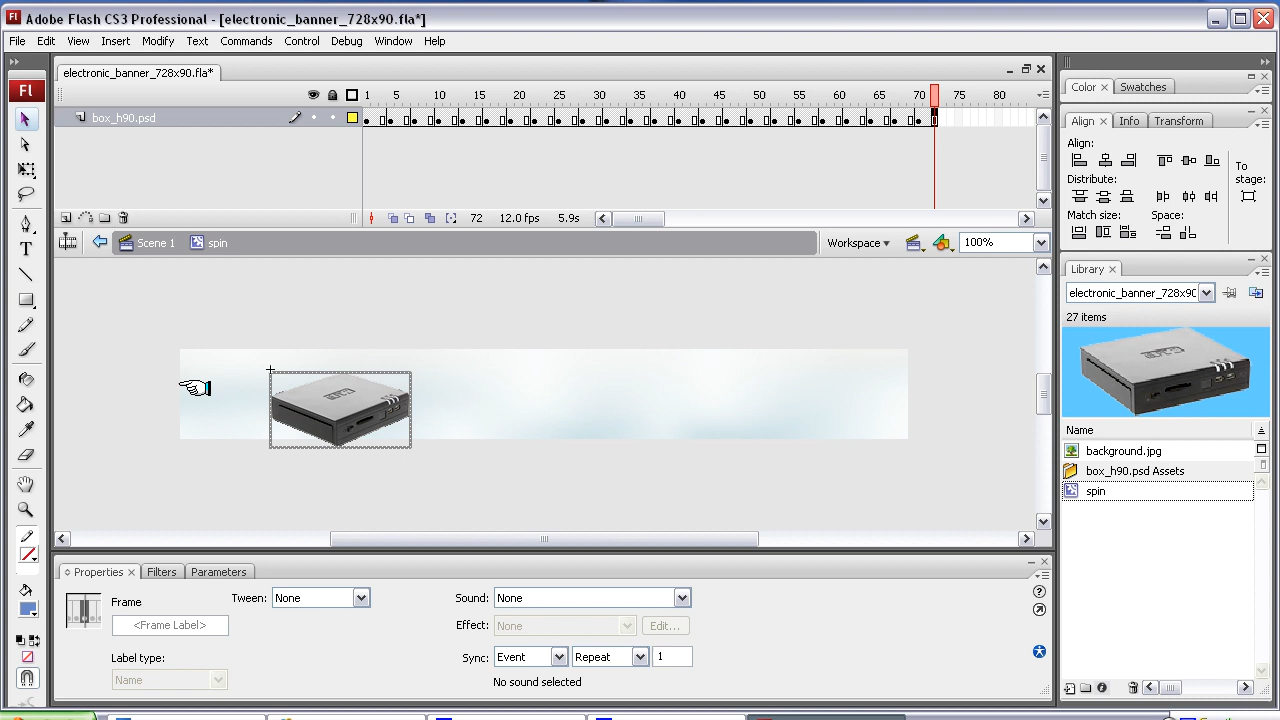 Adobe Flash CS3 Professional - [electronic_banner_728x90.fla*]
File Edit View Insert Modify Text Commands Control Debug Window Help
electronic_banner_728x90.fla*
Color Swatches
Fl
1 5 10 15 20 25 30 35 40 45 50 55 60 65 70 75 80
box_h90.psd
Align Info Transform
Align:
To stage:
Distribute:
Match size: Space:
72 12.0 fps 5.9s
Scene 1 spin
Workspace 100%
Library
electronic_banner_728x90
27 items
Name
background.jpg
box_h90.psd Assets
spin
Properties Filters Parameters
Frame
<Frame Label>
Label type:
Name
Tween: None
Sound: None
Effect: None Edit...
Sync: Event Repeat 1
No sound selected